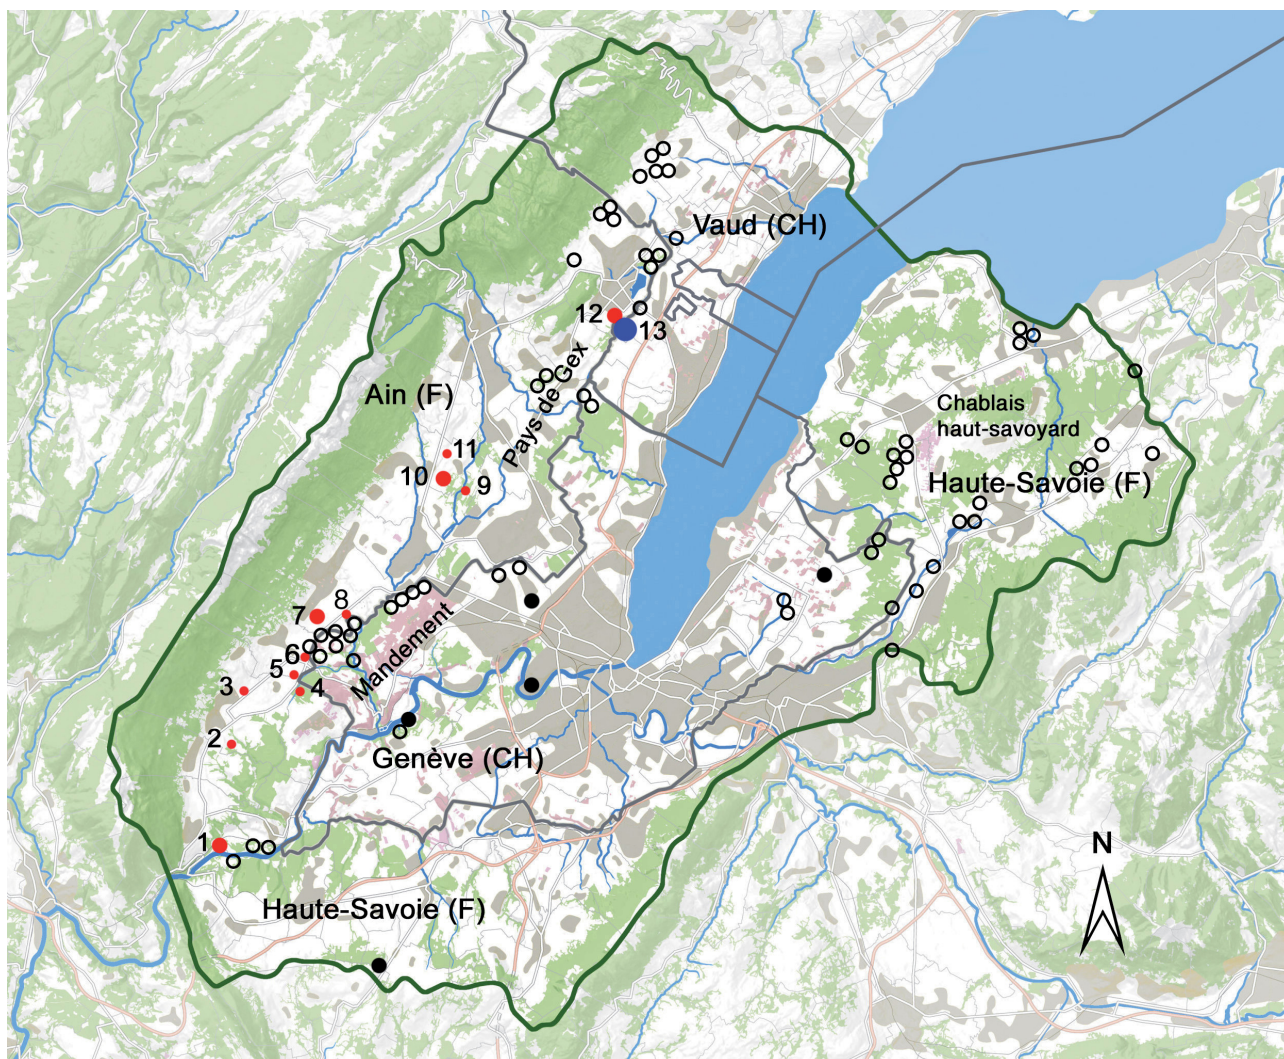 Vaud (CH)
12
13
Pays de Gex
Ain (F)
Chablais
haut-savoyard
11
10
9
Haute-Savoie (F)
7
8
Mandement
6
5
3
4
2
Genève (CH)
1
N
Haute-Savoie (F)